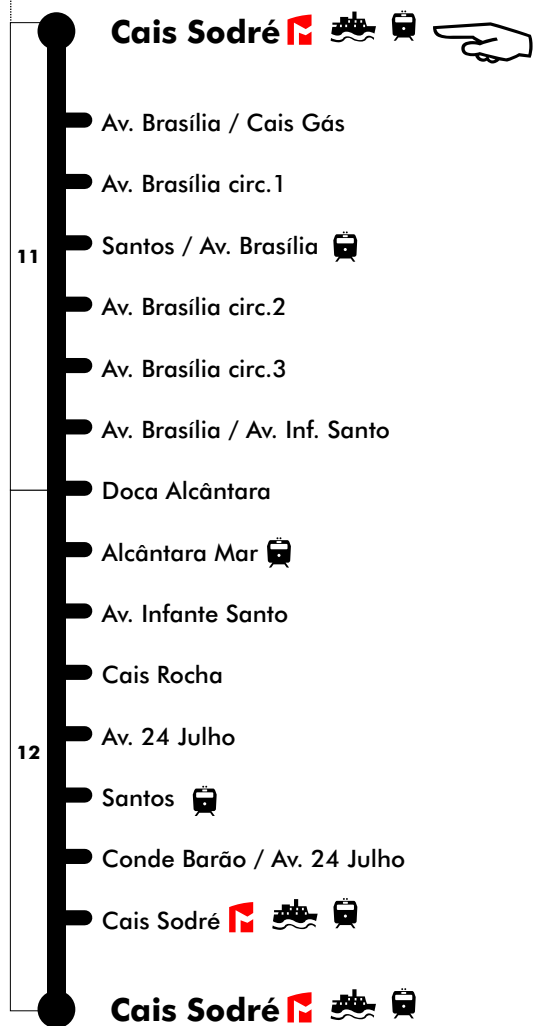 Cais Sodré
Av. Brasília / Cais Gás
Av. Brasília circ.1
Santos / Av. Brasília
11
Av. Brasília circ.2
Av. Brasília circ.3
Av. Brasília / Av. Inf. Santo
Doca Alcântara
Alcântara Mar
Av. Infante Santo
Cais Rocha
Av. 24 Julho
12
Santos
Conde Barão / Av. 24 Julho
Cais Sodré
Cais Sodré